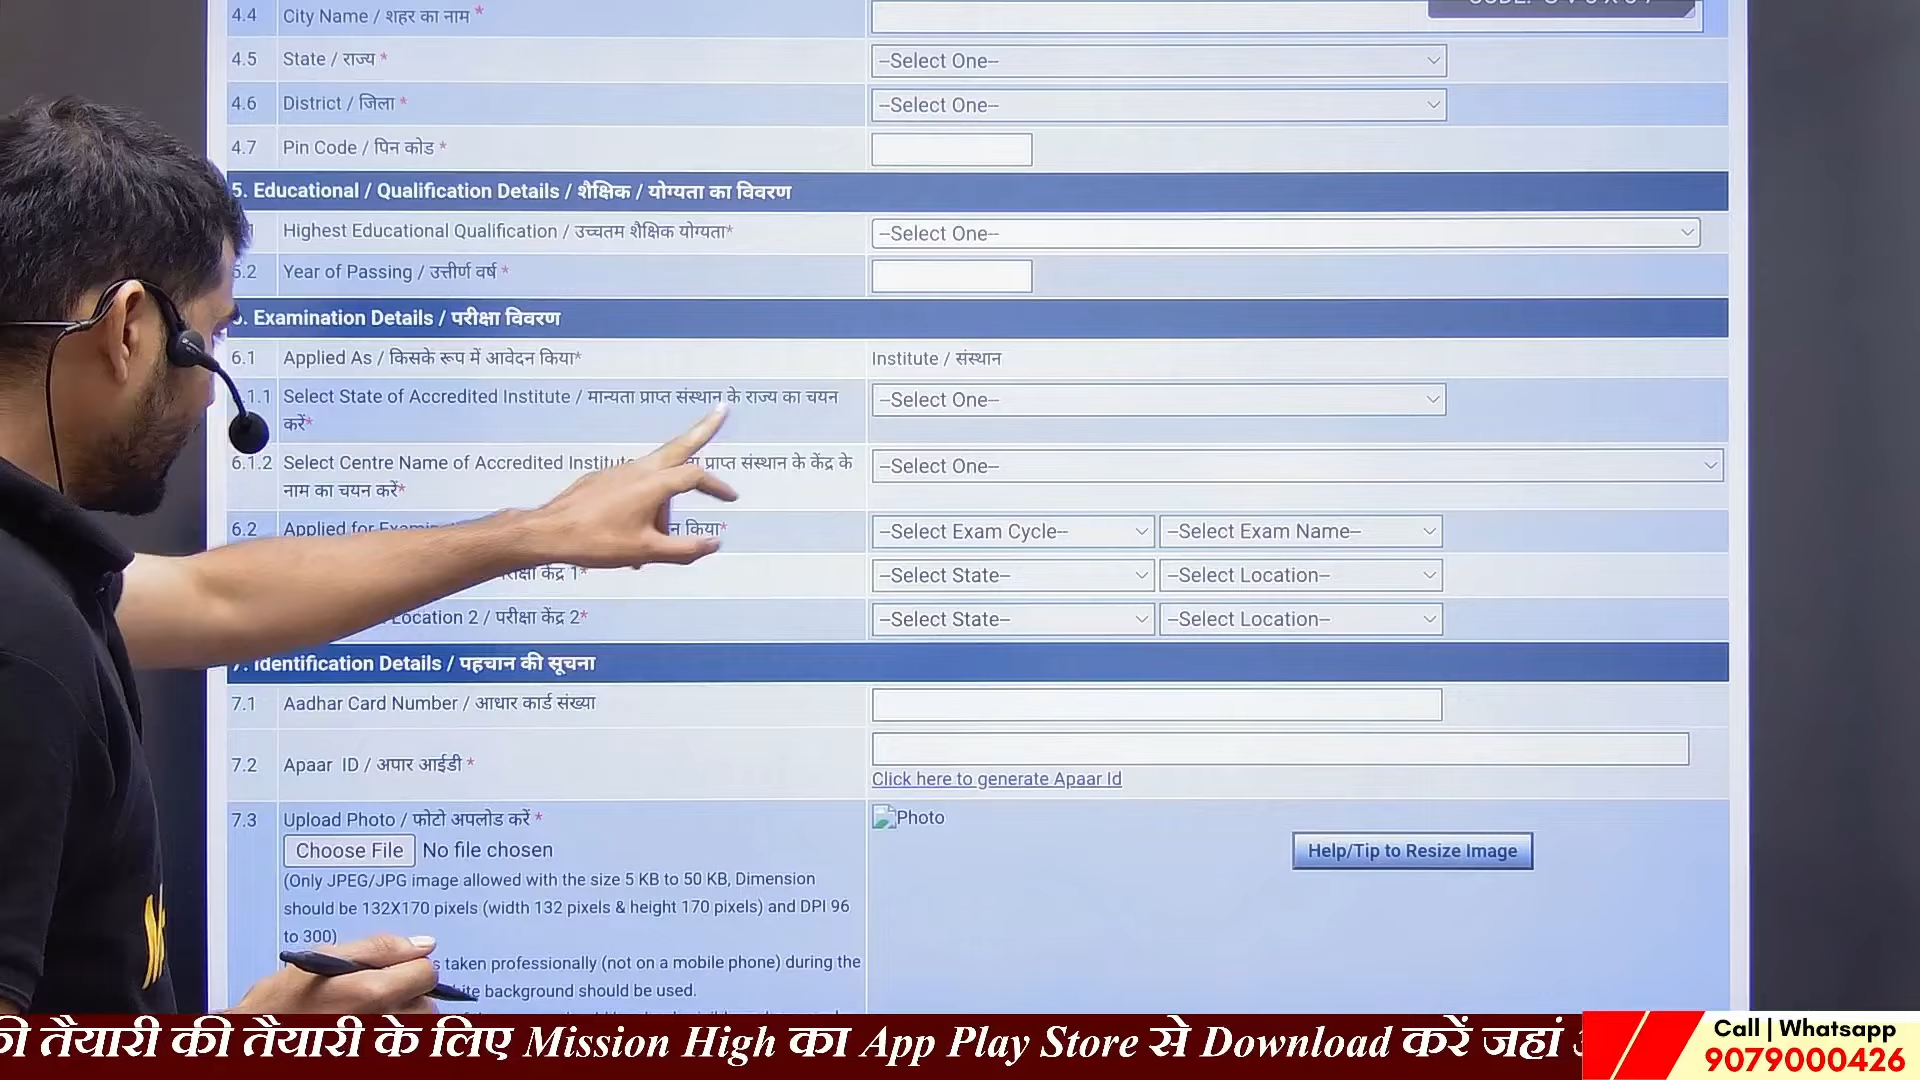 4.4 City Name / शहर का नाम *
4.5 State / राज्य * --Select One--
4.6 District / जिला * --Select One--
4.7 Pin Code / पिन कोड *
5. Educational / Qualification Details / शैक्षिक / योग्यता का विवरण
Highest Educational Qualification / उच्चतम शैक्षिक योग्यता* --Select One--
5.2 Year of Passing / उत्तीर्ण वर्ष *
Examination Details / परीक्षा विवरण
6.1 Applied As / किसके रूप में आवेदन किया* Institute / संस्थान
.1.1 Select State of Accredited Institute / मान्यता प्राप्त संस्थान के राज्य का चयन --Select One--
करें*
6.1.2 Select Centre Name of Accredited प्राप्त संस्थान के केंद्र के --Select One--
नाम का चयन करें*
6.2 Applied for किया* --Select Exam Cycle-- --Select Exam Name--
केंद्र 1* --Select State-- --Select Location--
Location 2 / परीक्षा केंद्र 2* --Select State-- --Select Location--
7. Identification Details / पहचान की सूचना
7.1 Aadhar Card Number / आधार कार्ड संख्या
7.2 Apaar ID / अपार आईडी *
Click here to generate Apaar Id
7.3 Upload Photo / फोटो अपलोड करें * Photo
Choose File No file chosen Help/Tip to Resize Image
(Only JPEG/JPG image allowed with the size 5 KB to 50 KB, Dimension
should be 132X170 pixels (width 132 pixels & height 170 pixels) and DPI 96
to 300)
taken professionally (not on a mobile phone) during the
background should be used.
तैयारी की तैयारी के लिए Mission High का App Play Store से Download करें जहां
Call | Whatsapp
9079000426